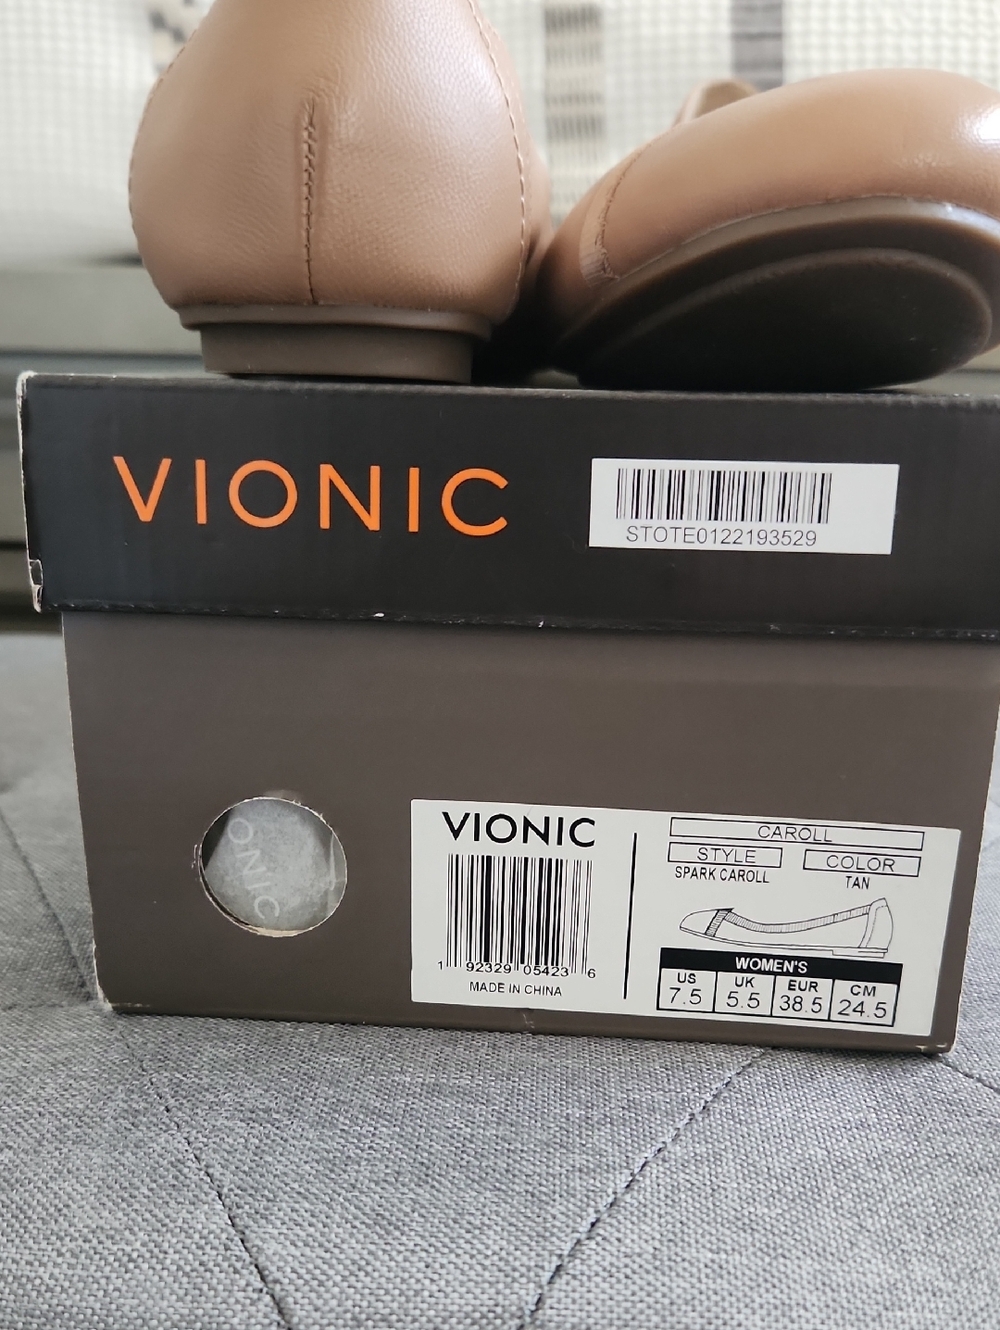 VIONIC
STOTE0122193529
ONIC
VIONIC
1 92329 05423 6
MADE IN CHINA
CAROLL
STYLE COLOR
SPARK CAROLL TAN
WOMEN'S
US UK EUR CM
7.5 5.5 38.5 24.5